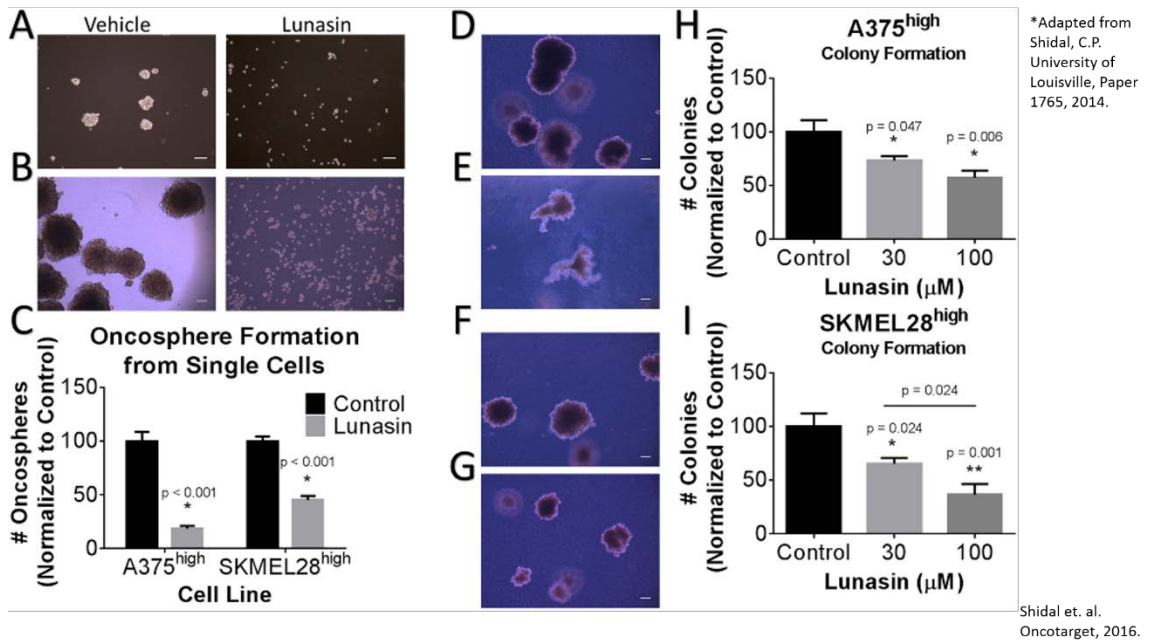 A
Vehicle
Lunasin
B
C
Oncosphere Formation
from Single Cells
# Oncospheres
(Normalized to Control)
150
100
50
0
Control
Lunasin
p < 0.001
*
p < 0.001
*
A375high
SKMEL28high
Cell Line
D
E
F
G
H
A375high
Colony Formation
# Colonies
(Normalized to Control)
150
100
50
0
p = 0.047
*
p = 0.006
*
Control
30
100
Lunasin (μM)
I
SKMEL28high
Colony Formation
# Colonies
(Normalized to Control)
150
100
50
0
p = 0.024
p = 0.024
*
p = 0.001
**
Control
30
100
Lunasin (μM)
*Adapted from
Shidal, C.P.
University of
Louisville, Paper
1765, 2014.
Shidal et. al.
Oncotarget, 2016.